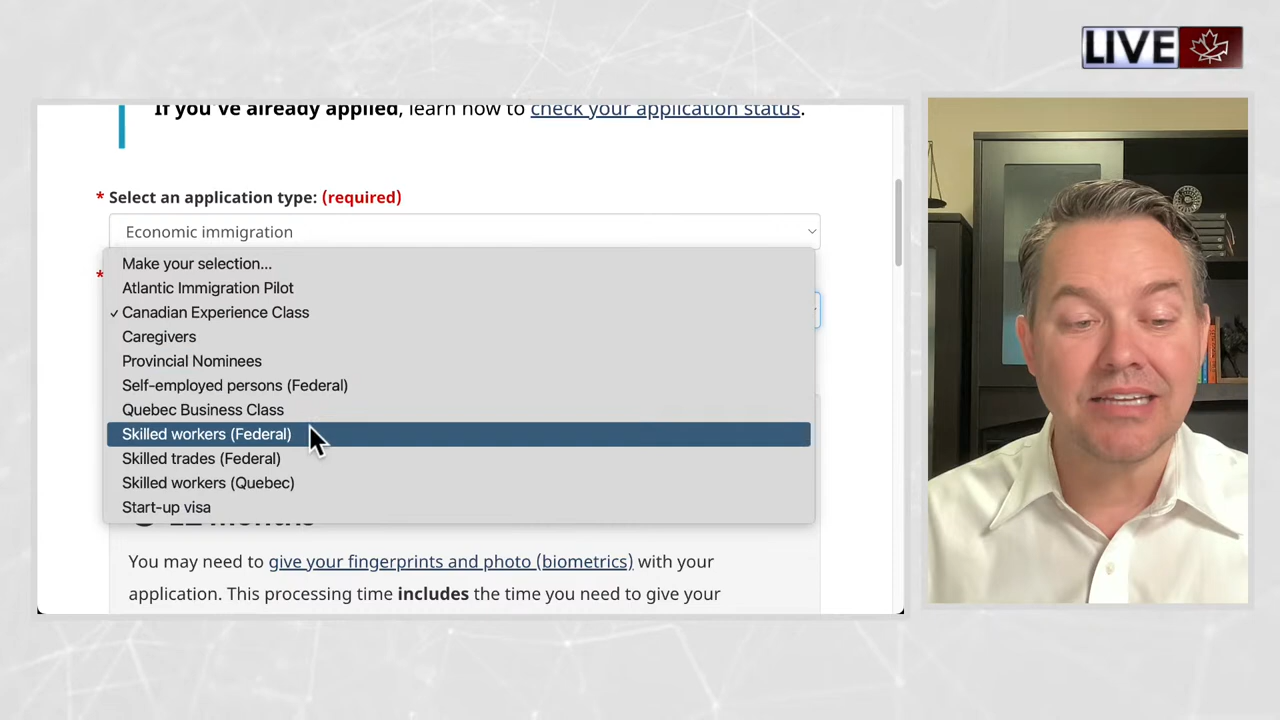 LIVE
If you've already applied, learn how to check your application status.
* Select an application type: (required)
Economic immigration
*
Make your selection...
Atlantic Immigration Pilot
✓ Canadian Experience Class
Caregivers
Provincial Nominees
Self-employed persons (Federal)
Quebec Business Class
Skilled workers (Federal)
Skilled trades (Federal)
Skilled workers (Quebec)
Start-up visa
You may need to give your fingerprints and photo (biometrics) with your
application. This processing time includes the time you need to give your